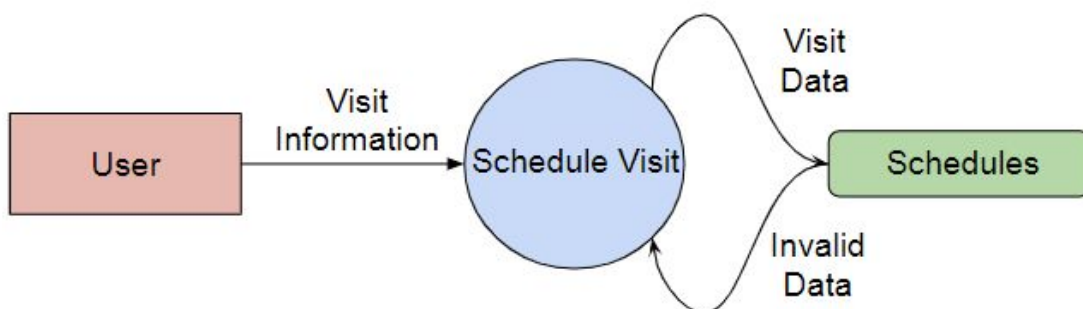 User
Visit
Information
Schedule Visit
Visit
Data
Schedules
Invalid
Data